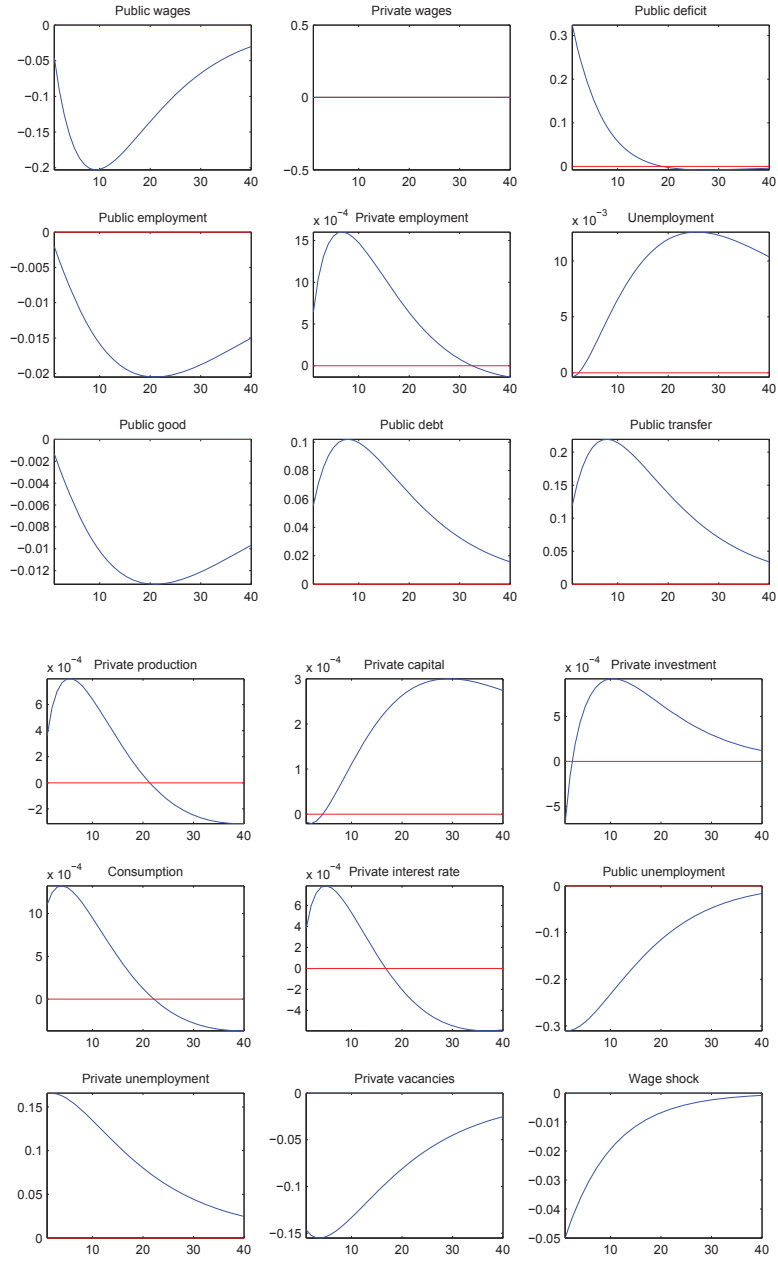 Public wages
0
−0.05
−0.1
−0.15
−0.2
10 20 30 40
Private wages
0.5
0
−0.5
10 20 30 40
Public deficit
0.3
0.2
0.1
0
10 20 30 40
Public employment
0
−0.005
−0.01
−0.015
−0.02
10 20 30 40
x 10−4 Private employment
15
10
5
0
10 20 30 40
x 10−3 Unemployment
10
5
0
10 20 30 40
Public good
0
−0.002
−0.004
−0.006
−0.008
−0.01
−0.012
10 20 30 40
Public debt
0.1
0.08
0.06
0.04
0.02
0
10 20 30 40
Public transfer
0.2
0.15
0.1
0.05
0
10 20 30 40
x 10−4 Private production
6
4
2
0
−2
10 20 30 40
x 10−4 Private capital
3
2
1
0
10 20 30 40
x 10−4 Private investment
5
0
−5
10 20 30 40
x 10−4 Consumption
10
5
0
10 20 30 40
x 10−4 Private interest rate
6
4
2
0
−2
−4
10 20 30 40
Public unemployment
0
−0.1
−0.2
−0.3
10 20 30 40
Private unemployment
0.15
0.1
0.05
0
10 20 30 40
Private vacancies
0
−0.05
−0.1
−0.15
10 20 30 40
Wage shock
0
−0.01
−0.02
−0.03
−0.04
−0.05
10 20 30 40